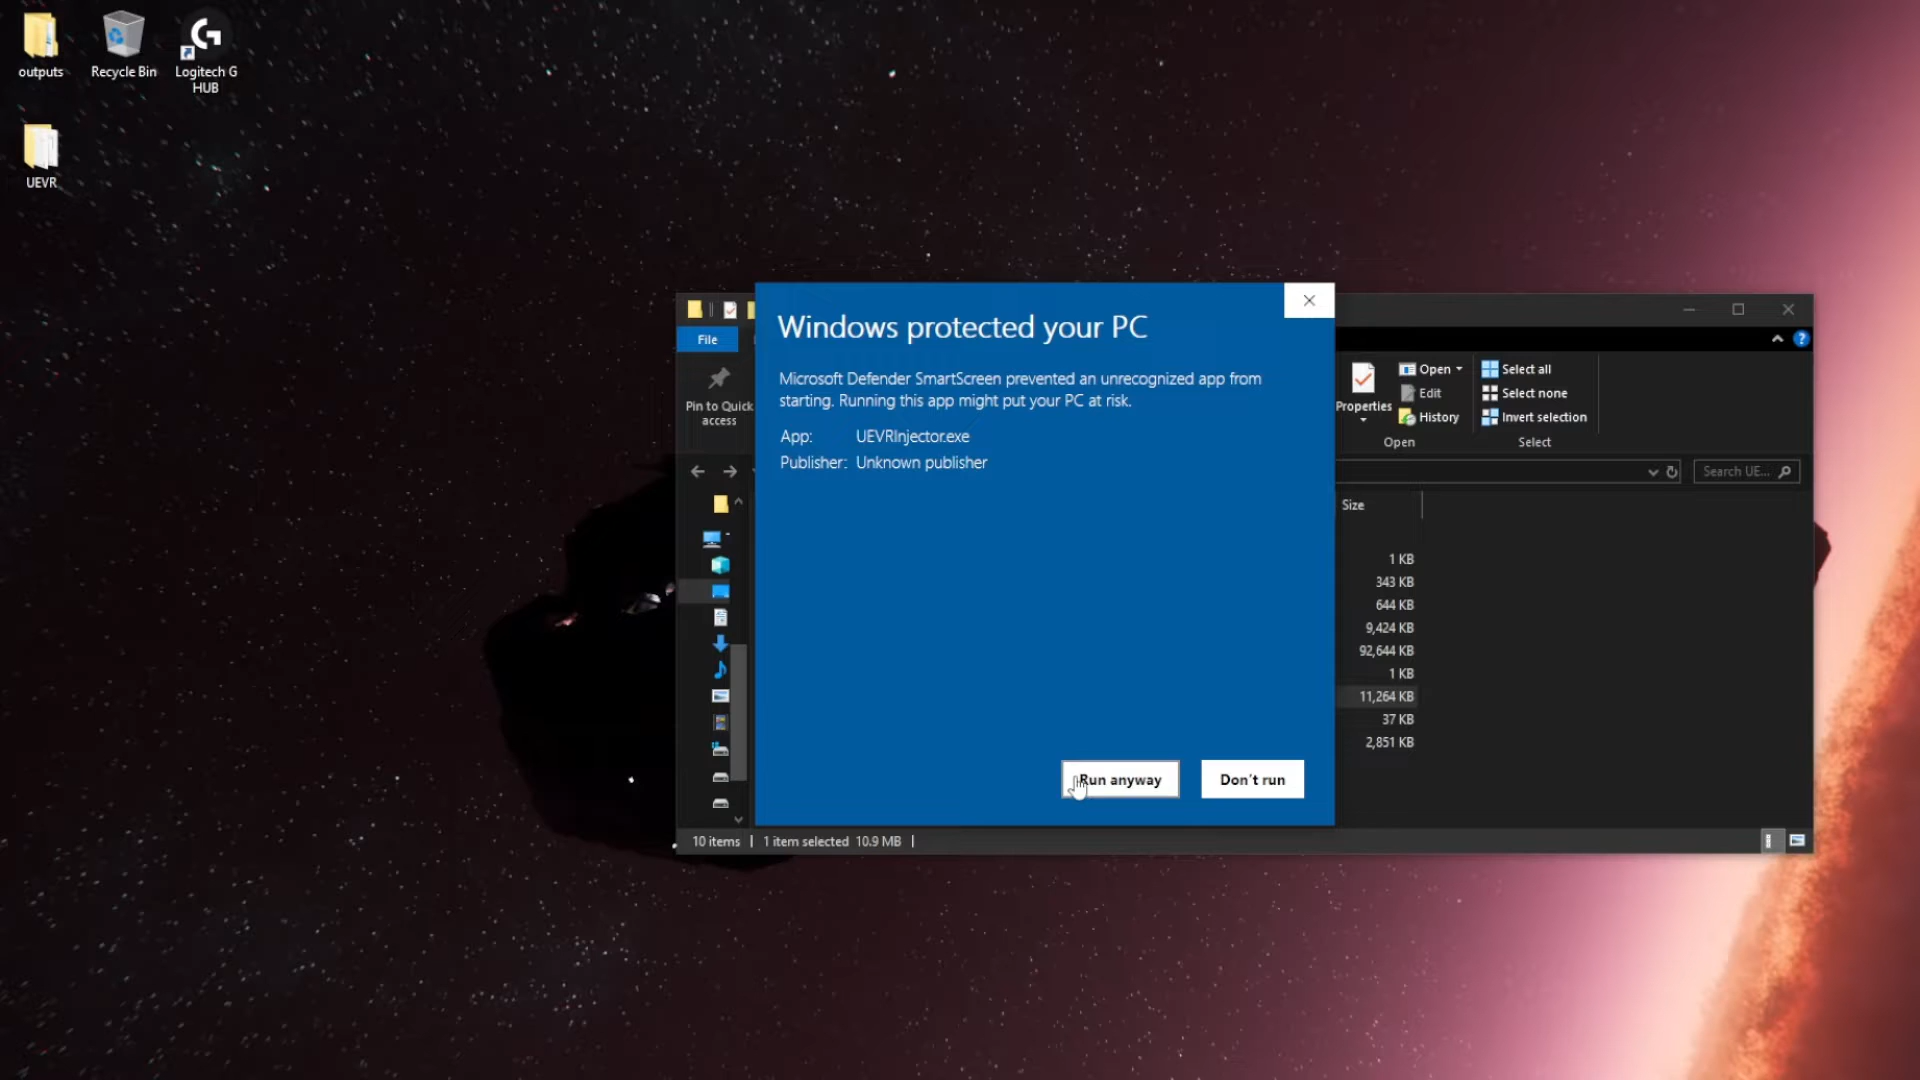 outputs
Recycle Bin
Logitech G
HUB
UEVR
Windows protected your PC
Microsoft Defender SmartScreen prevented an unrecognized app from
starting. Running this app might put your PC at risk.
App: UEVRInjector.exe
Publisher: Unknown publisher
Run anyway
Don't run
File
Pin to Quick
access
Properties
Open
Edit
History
Open
Select all
Select none
Invert selection
Select
Search UE...
Size
1 KB
343 KB
644 KB
9,424 KB
92,644 KB
1 KB
11,264 KB
37 KB
2,851 KB
10 items
1 item selected 10.9 MB